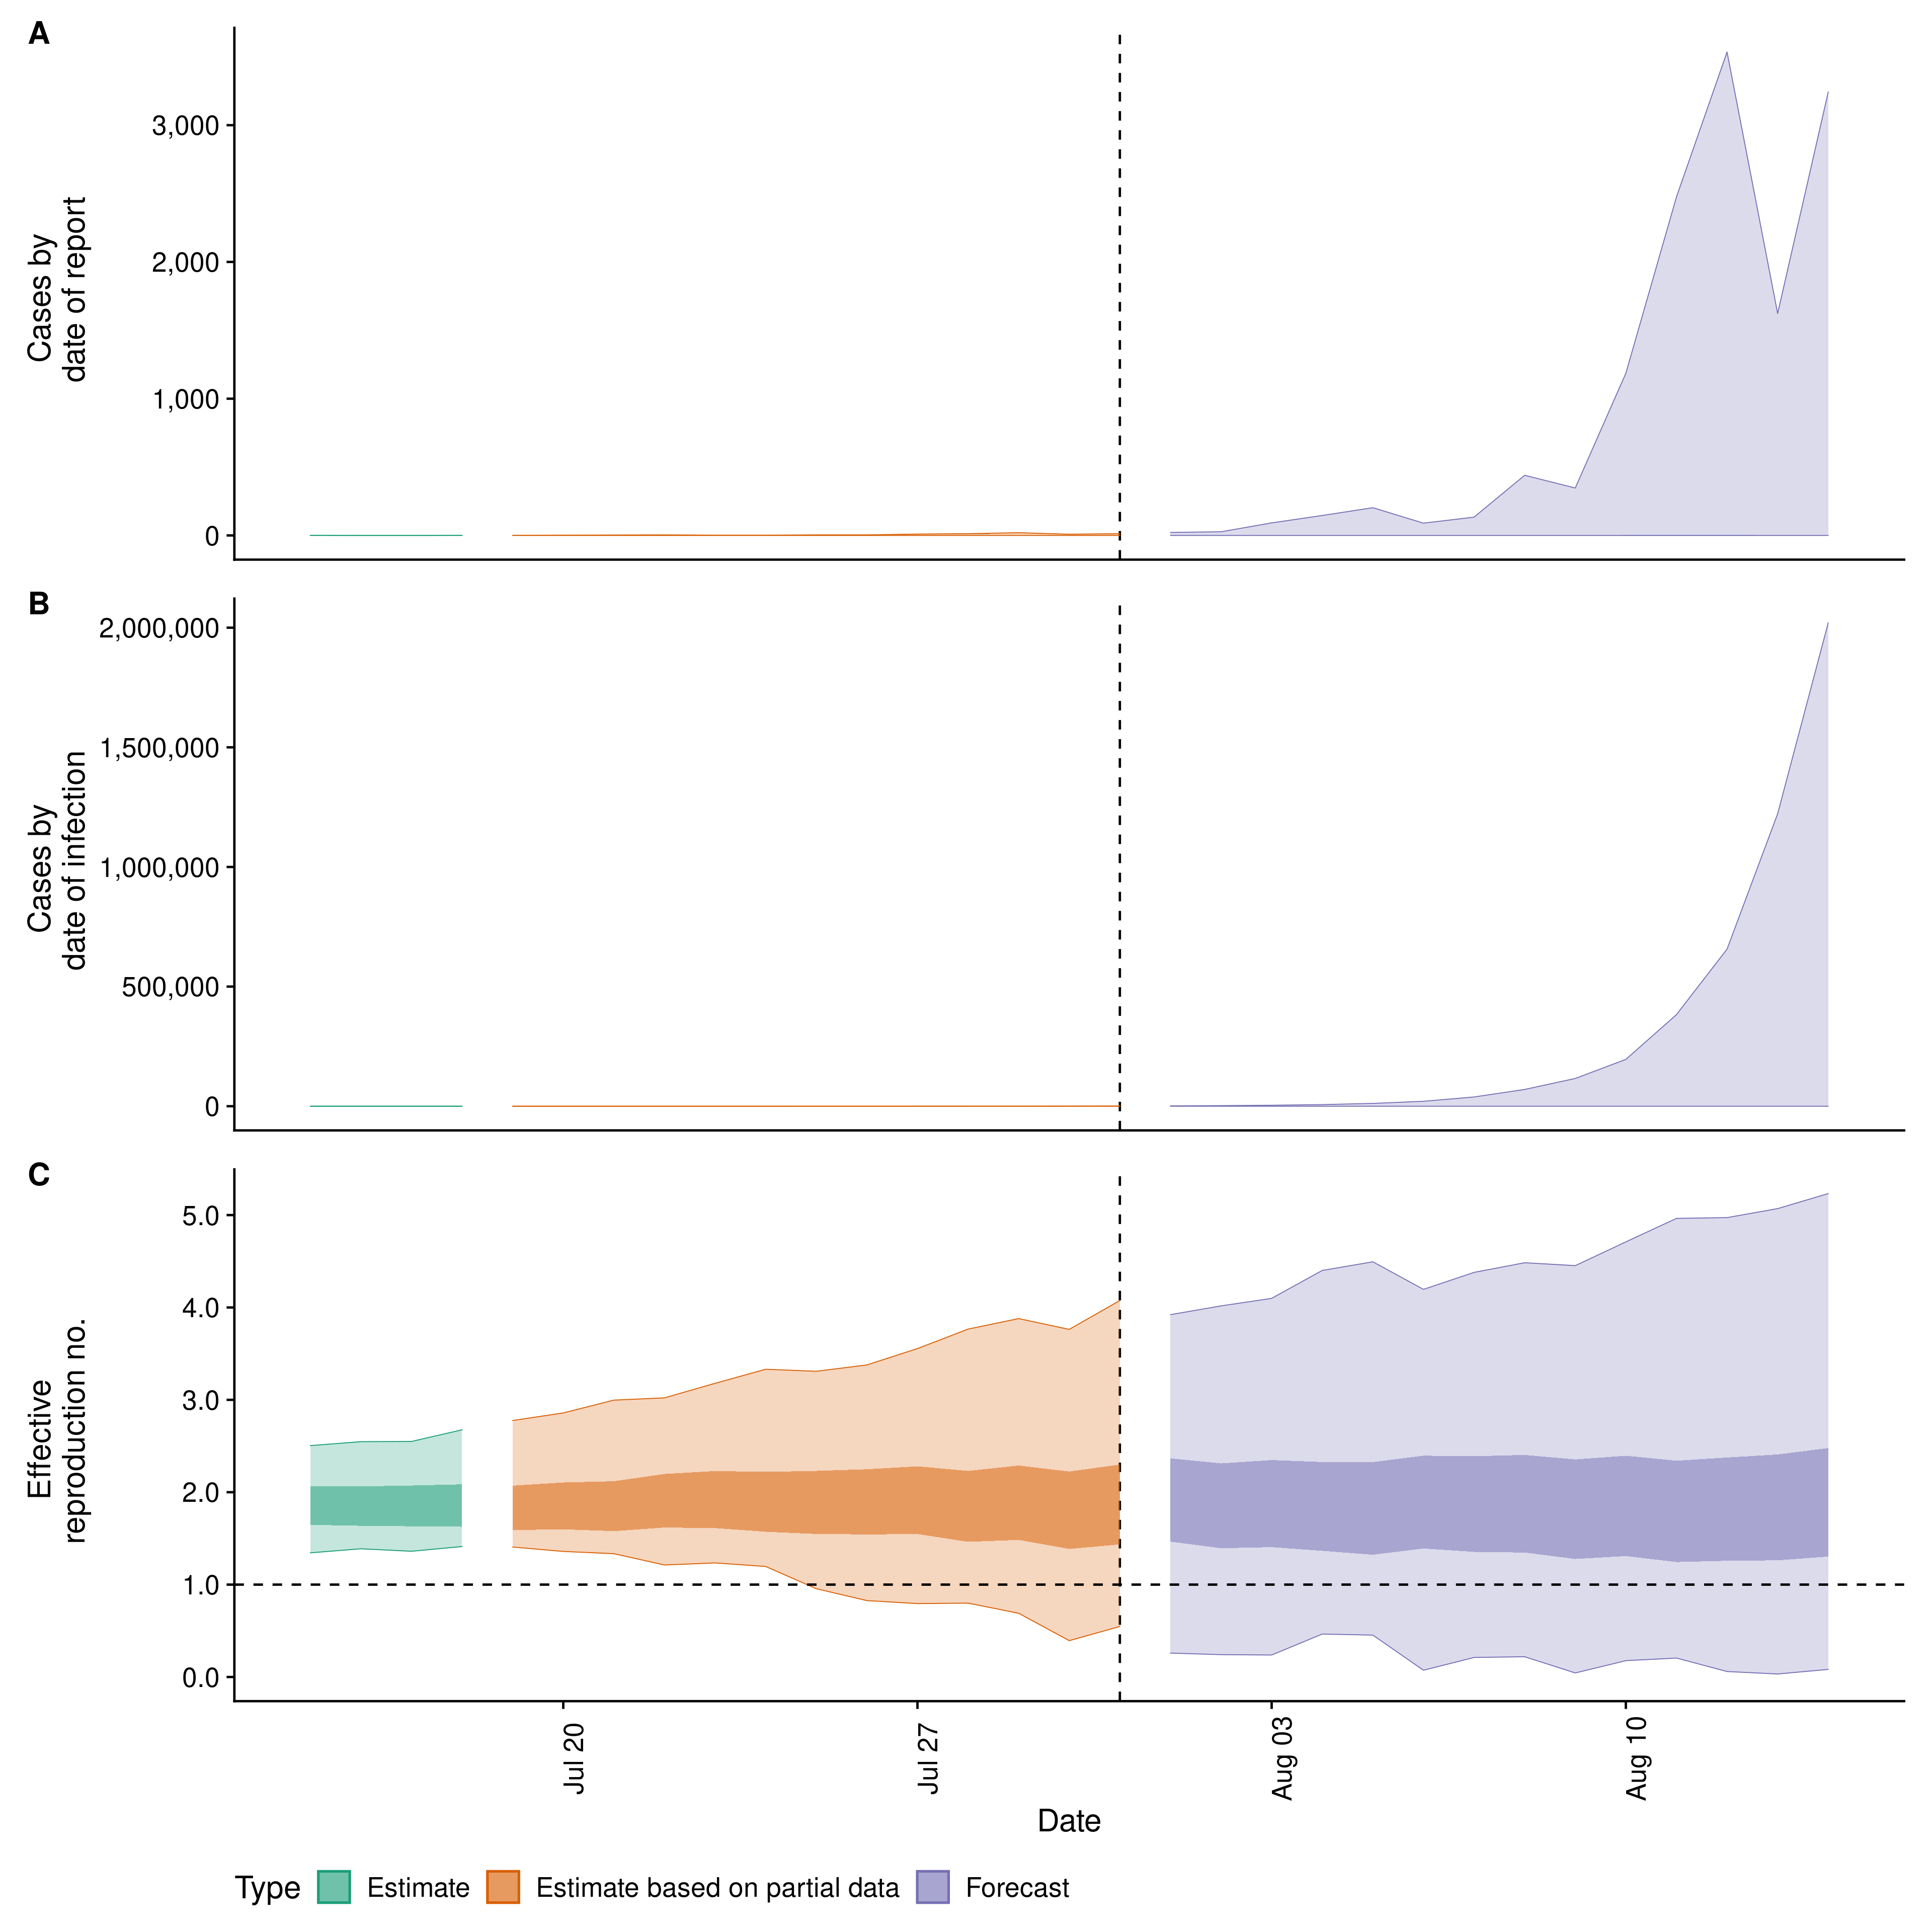 A
Cases by
date of report
3,000
2,000
1,000
0
B
Cases by
date of infection
2,000,000
1,500,000
1,000,000
500,000
0
C
Effective
reproduction no.
5.0
4.0
3.0
2.0
1.0
0.0
Jul 20
Jul 27
Aug 03
Aug 10
Date
Type Estimate Estimate based on partial data Forecast